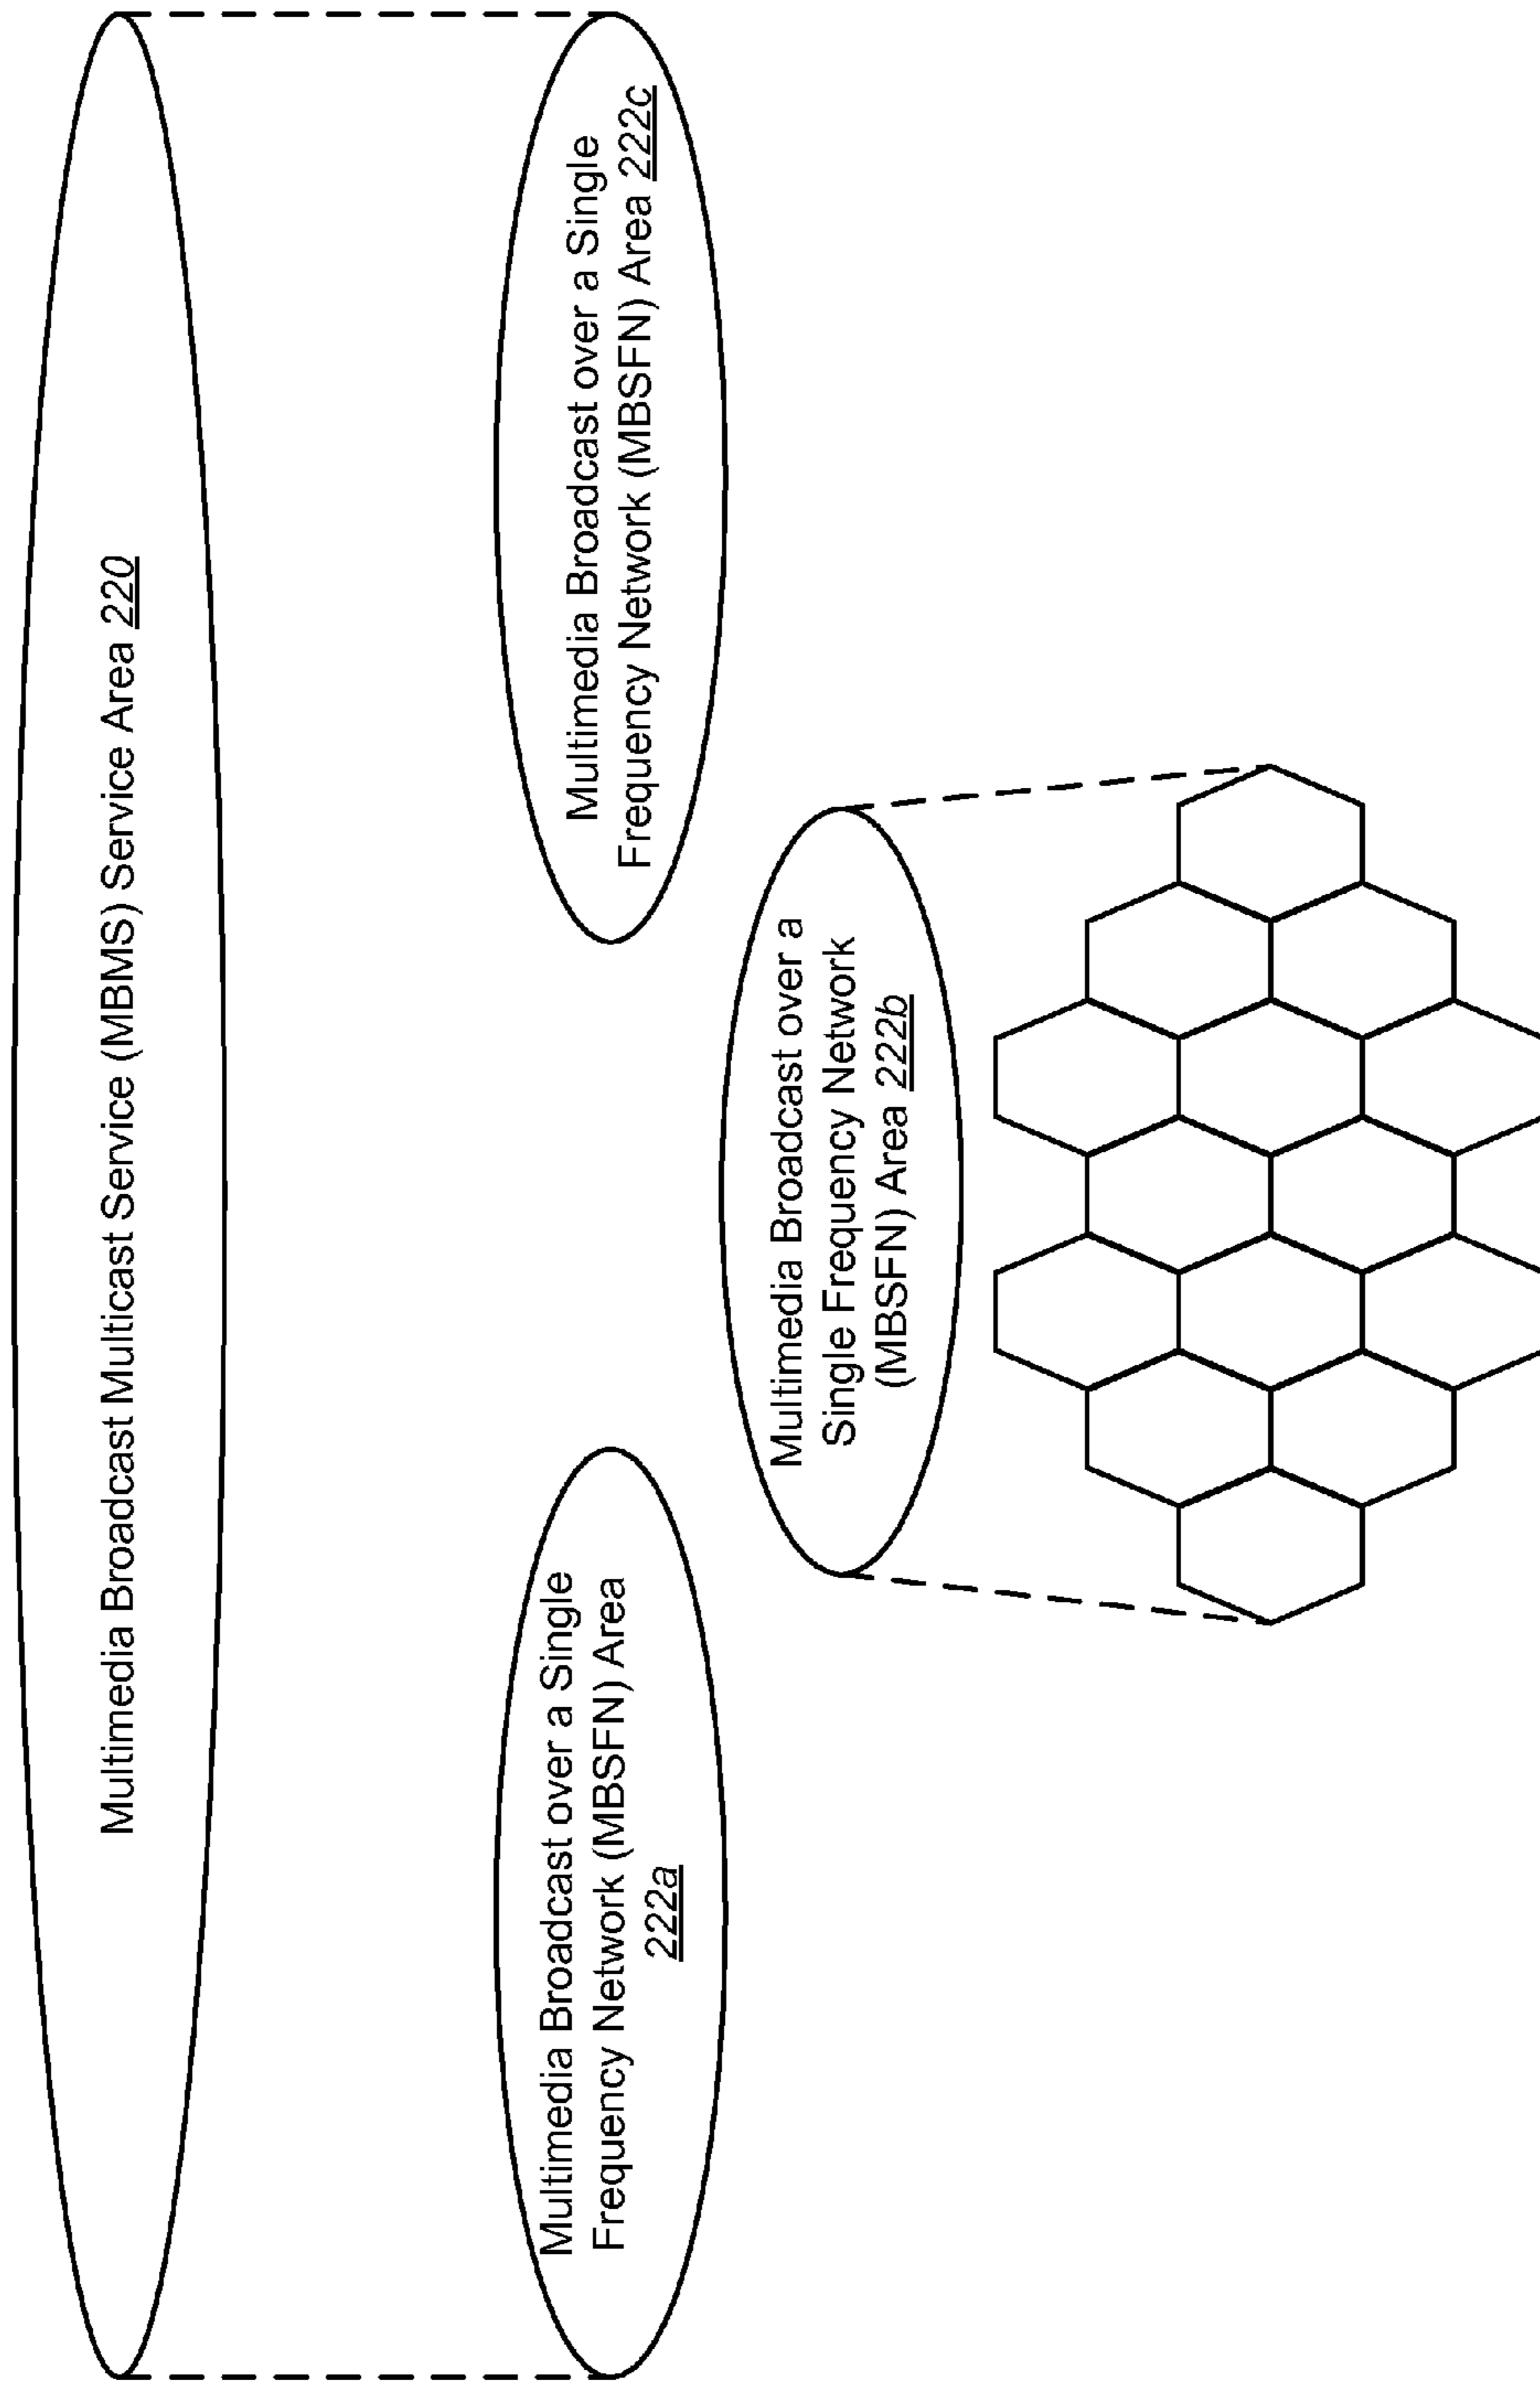 Multimedia Broadcast Multicast Service (MBMS) Service Area 220
Multimedia Broadcast over a Single
Frequency Network (MBSFN) Area
222a
Multimedia Broadcast over a
Single Frequency Network
(MBSFN) Area 222b
Multimedia Broadcast over a Single
Frequency Network (MBSFN) Area 222c